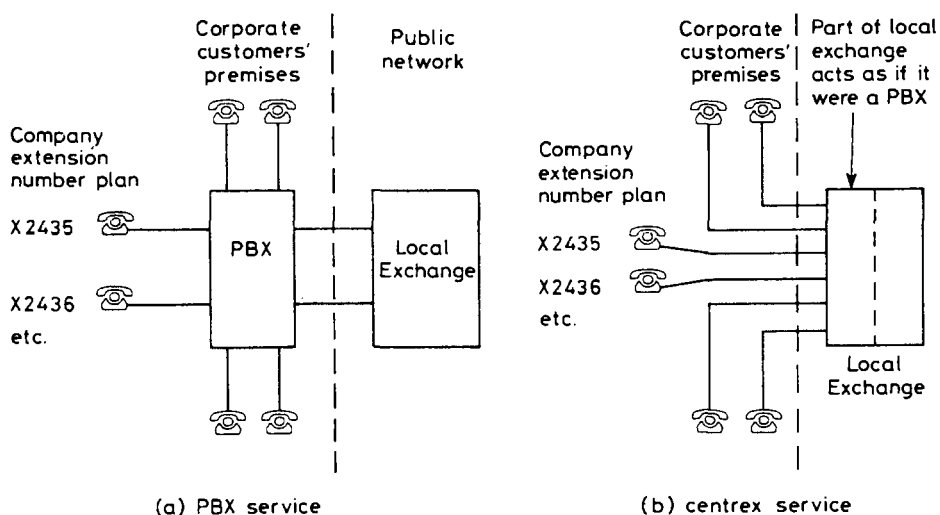 Corporate
customers'
premises
Public
network
Company
extension
number plan
X2435
X2436
etc.
PBX
Local
Exchange
(a) PBX service
Corporate
customers'
premises
Part of local
exchange
acts as if it
were a PBX
Company
extension
number plan
X2435
X2436
etc.
Local
Exchange
(b) centrex service